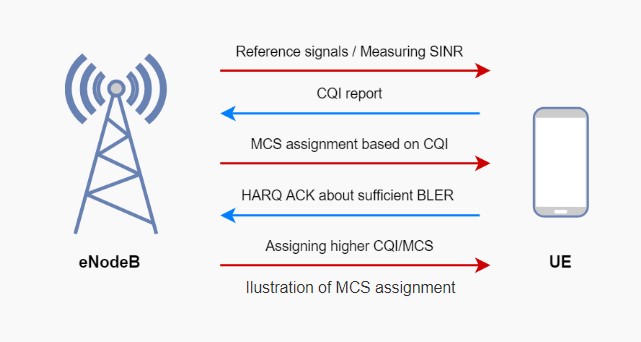 Reference signals / Measuring SINR
CQI report
MCS assignment based on CQI
HARQ ACK about sufficient BLER
Assigning higher CQI/MCS
eNodeB
UE
Ilustration of MCS assignment